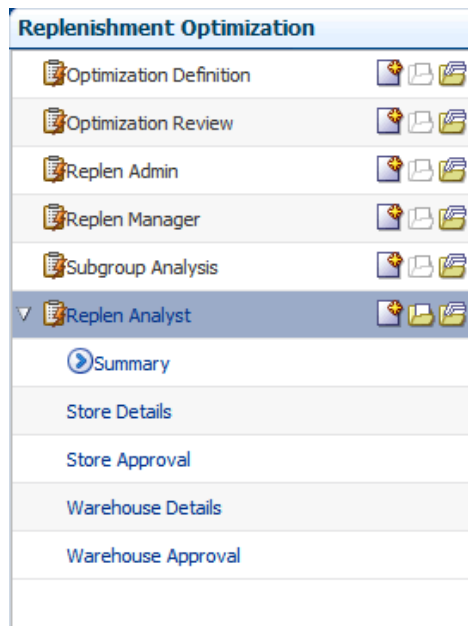 Replenishment Optimization
Optimization Definition
Optimization Review
Replen Admin
Replen Manager
Subgroup Analysis
Replen Analyst
Summary
Store Details
Store Approval
Warehouse Details
Warehouse Approval